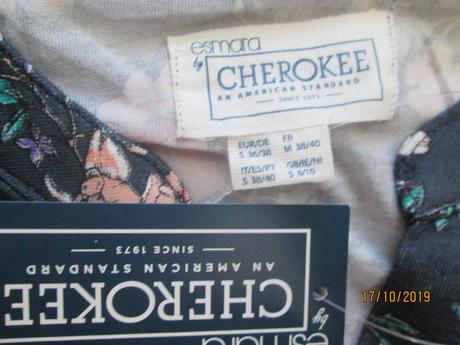 esmara
by CHEROKEE
AN AMERICAN STANDARD
SINCE 1973
EUR/DE FR
S 36/38 M 38/40
IT/ES/PT GB/IE/NI
S 38/40 S 8/10
esmara
by
CHEROKEE
AN AMERICAN STANDARD
SINCE 1973
17/10/2019